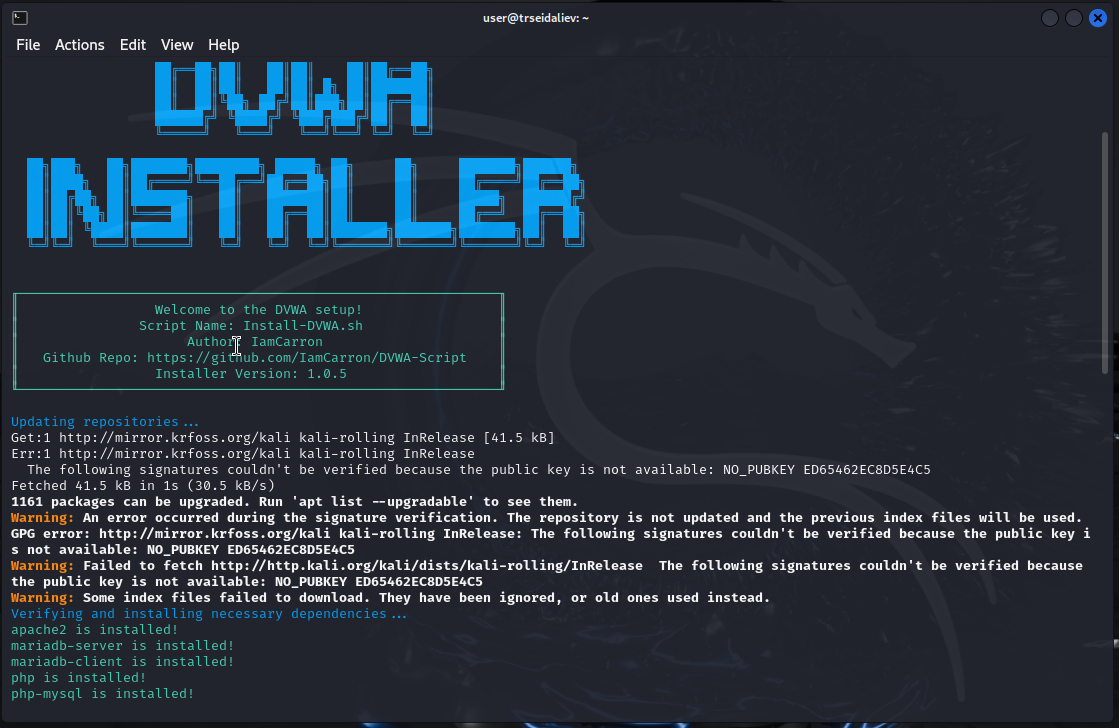 user@trseidaliev: ~
File Actions Edit View Help
DVWA
INSTALLER
Welcome to the DVWA setup!
Script Name: Install-DVWA.sh
Author: IamCarron
Github Repo: https://github.com/IamCarron/DVWA-Script
Installer Version: 1.0.5
Updating repositories...
Get:1 http://mirror.krfoss.org/kali kali-rolling InRelease [41.5 kB]
Err:1 http://mirror.krfoss.org/kali kali-rolling InRelease
The following signatures couldn't be verified because the public key is not available: NO_PUBKEY ED65462EC8D5E4C5
Fetched 41.5 kB in 1s (30.5 kB/s)
1161 packages can be upgraded. Run 'apt list --upgradable' to see them.
Warning: An error occurred during the signature verification. The repository is not updated and the previous index files will be used.
GPG error: http://mirror.krfoss.org/kali kali-rolling InRelease: The following signatures couldn't be verified because the public key i
s not available: NO_PUBKEY ED65462EC8D5E4C5
Warning: Failed to fetch http://http.kali.org/kali/dists/kali-rolling/InRelease  The following signatures couldn't be verified because
the public key is not available: NO_PUBKEY ED65462EC8D5E4C5
Warning: Some index files failed to download. They have been ignored, or old ones used instead.
Verifying and installing necessary dependencies...
apache2 is installed!
mariadb-server is installed!
mariadb-client is installed!
php is installed!
php-mysql is installed!